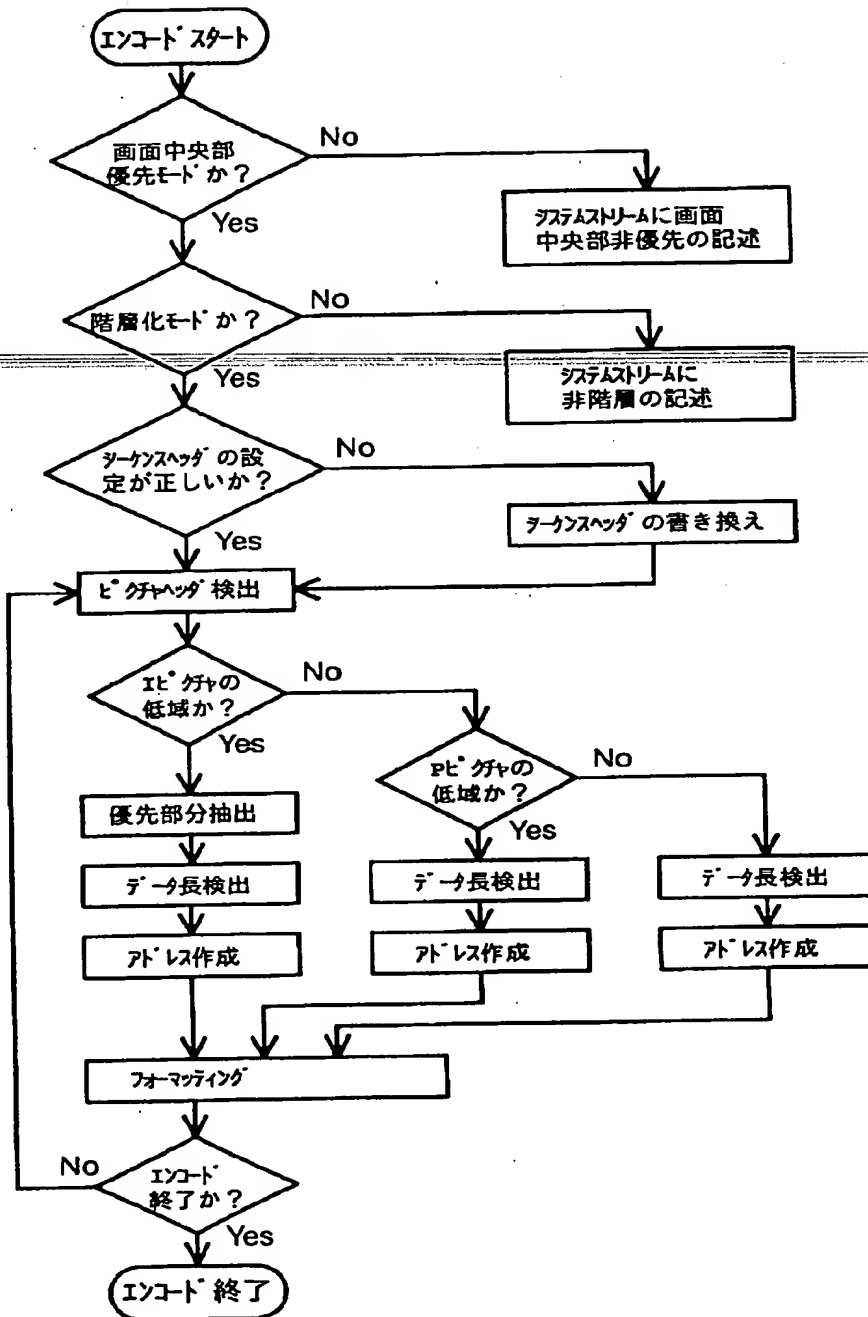 エンコード スタート
画面中央部
優先モードか?
No
Yes
システムストリームに画面
中央部非優先の記述
階層化モードか?
No
Yes
システムストリームに
非階層の記述
シーケンスヘッダの設
定が正しいか?
No
Yes
シーケンスヘッダの書き換え
ピクチャヘッダ検出
Iピクチャの
低域か?
No
Yes
Pピクチャの
低域か?
No
Yes
優先部分抽出
データ長検出
データ長検出
データ長検出
アドレス作成
アドレス作成
アドレス作成
フォーマッティング
エンコード
終了か?
No
Yes
エンコード終了